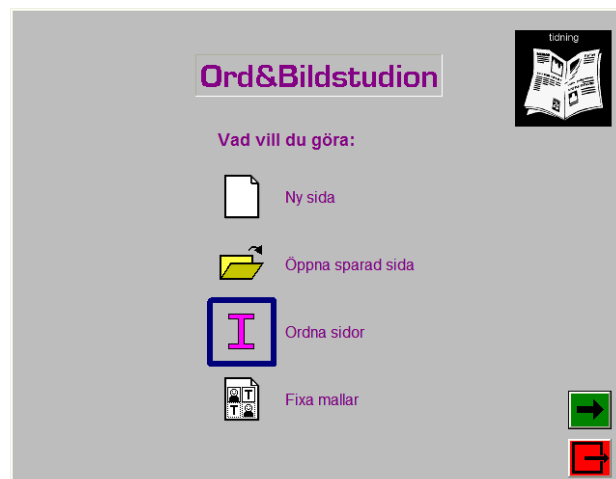 tidning
Ord&Bildstudion
Vad vill du göra:
Ny sida
Öppna sparad sida
Ordna sidor
T
T
Fixa mallar